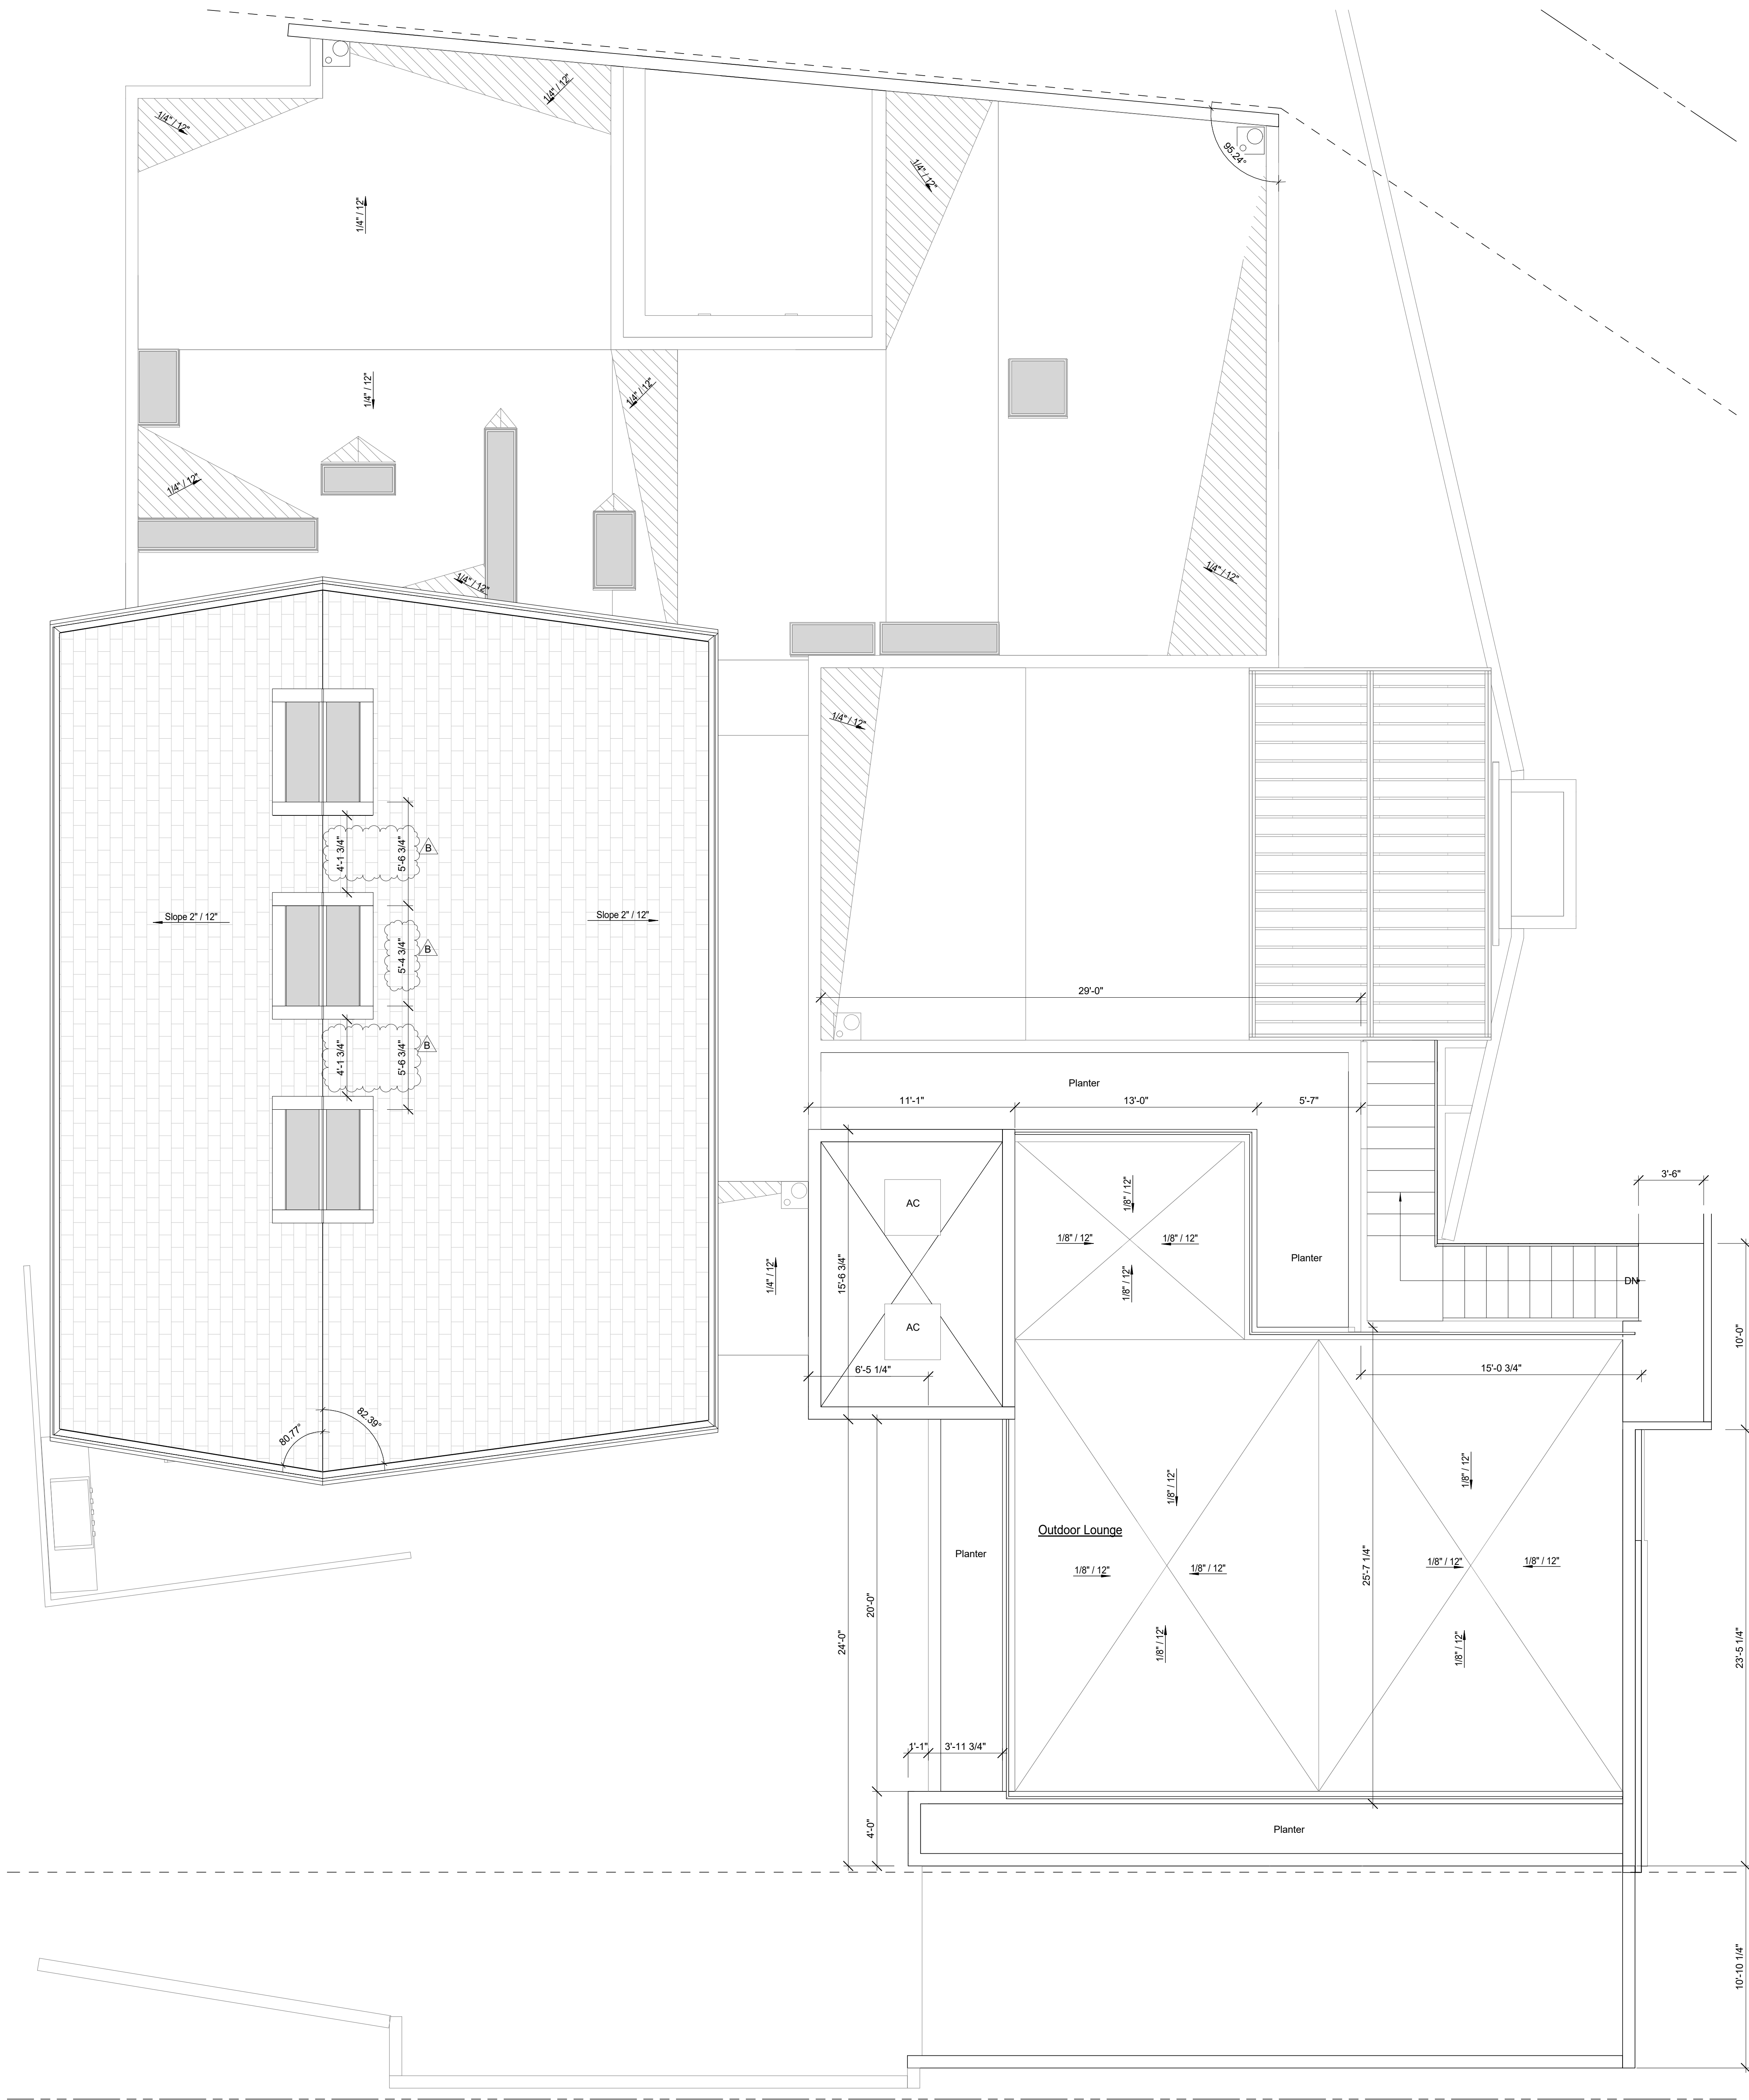 1/4" / 12"
1/4" / 12"
95.24°
1/4" / 12"
1/4" / 12"
1/4" / 12"
1/4" / 12"
1/4" / 12"
1/4" / 12"
1/4" / 12"
1/4" / 12"
1/4" / 12"
4'-1 3/4"
5'-6 3/4"
B
Slope 2" / 12"
Slope 2" / 12"
5'-4 3/4"
B
29'-0"
4'-1 3/4"
5'-6 3/4"
B
Planter
11'-1"
13'-0"
5'-7"
3'-6"
AC
1/8" / 12"
1/8" / 12"
1/8" / 12"
1/8" / 12"
Planter
15'-6 3/4"
1/4" / 12"
DN
AC
10'-0"
6'-5 1/4"
15'-0 3/4"
80.77°
82.39°
1/8" / 12"
1/8" / 12"
Outdoor Lounge
Planter
1/8" / 12"
1/8" / 12"
25'-7 1/4"
1/8" / 12"
1/8" / 12"
20'-0"
24'-0"
1/8" / 12"
1/8" / 12"
23'-5 1/4"
1'-1"
3'-11 3/4"
4'-0"
Planter
10'-10 1/4"